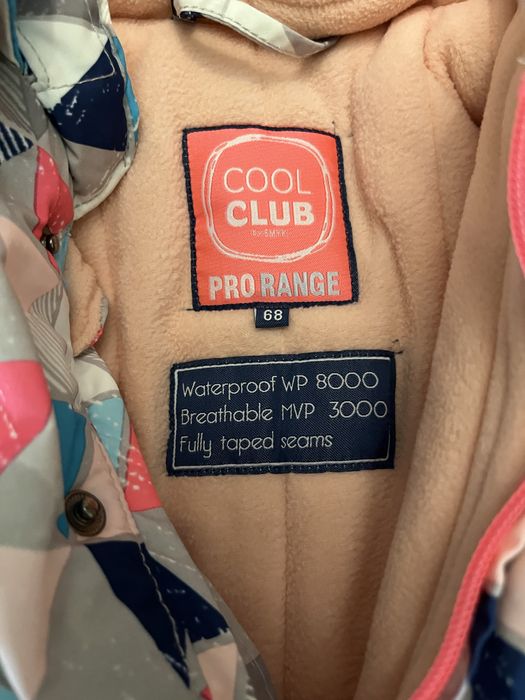 COOL
CLUB
by SMYK
PRO RANGE
68
Waterproof WP 8000
Breathable MVP 3000
Fully taped seams